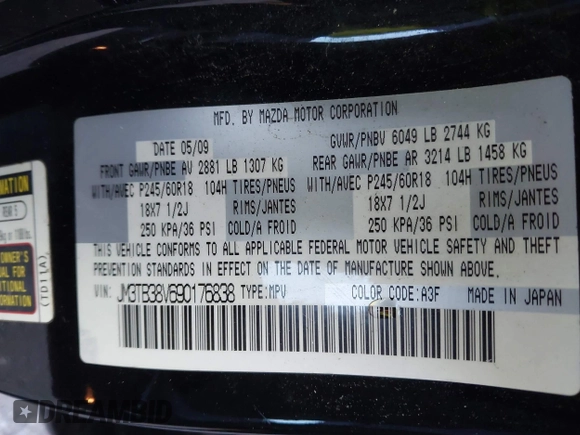 MFD. BY MAZDA MOTOR CORPORATION
DATE 05/09
GVWR/PNBV 6049 LB 2744 KG
FRONT GAWR/PNBE AV 2881 LB 1307 KG
REAR GAWR/PNBE AR 3214 LB 1458 KG
WITH/AVEC P245/60R18 104H TIRES/PNEUS
WITH/AVEC P245/60R18 104H TIRES/PNEUS
18X7 1/2J RIMS/JANTES
18X7 1/2J RIMS/JANTES
250 KPA/36 PSI COLD/A FROID
250 KPA/36 PSI COLD/A FROID
THIS VEHICLE CONFORMS TO ALL APPLICABLE FEDERAL MOTOR VEHICLE SAFETY AND THEFT
PREVENTION STANDARDS IN EFFECT ON THE DATE OF MANUFACTURE SHOWN ABOVE.
VIN: JM3TB38V690176838 TYPE:MPV COLOR CODE:A3F MADE IN JAPAN
(TD11A)
REAR 5
DREAMBID